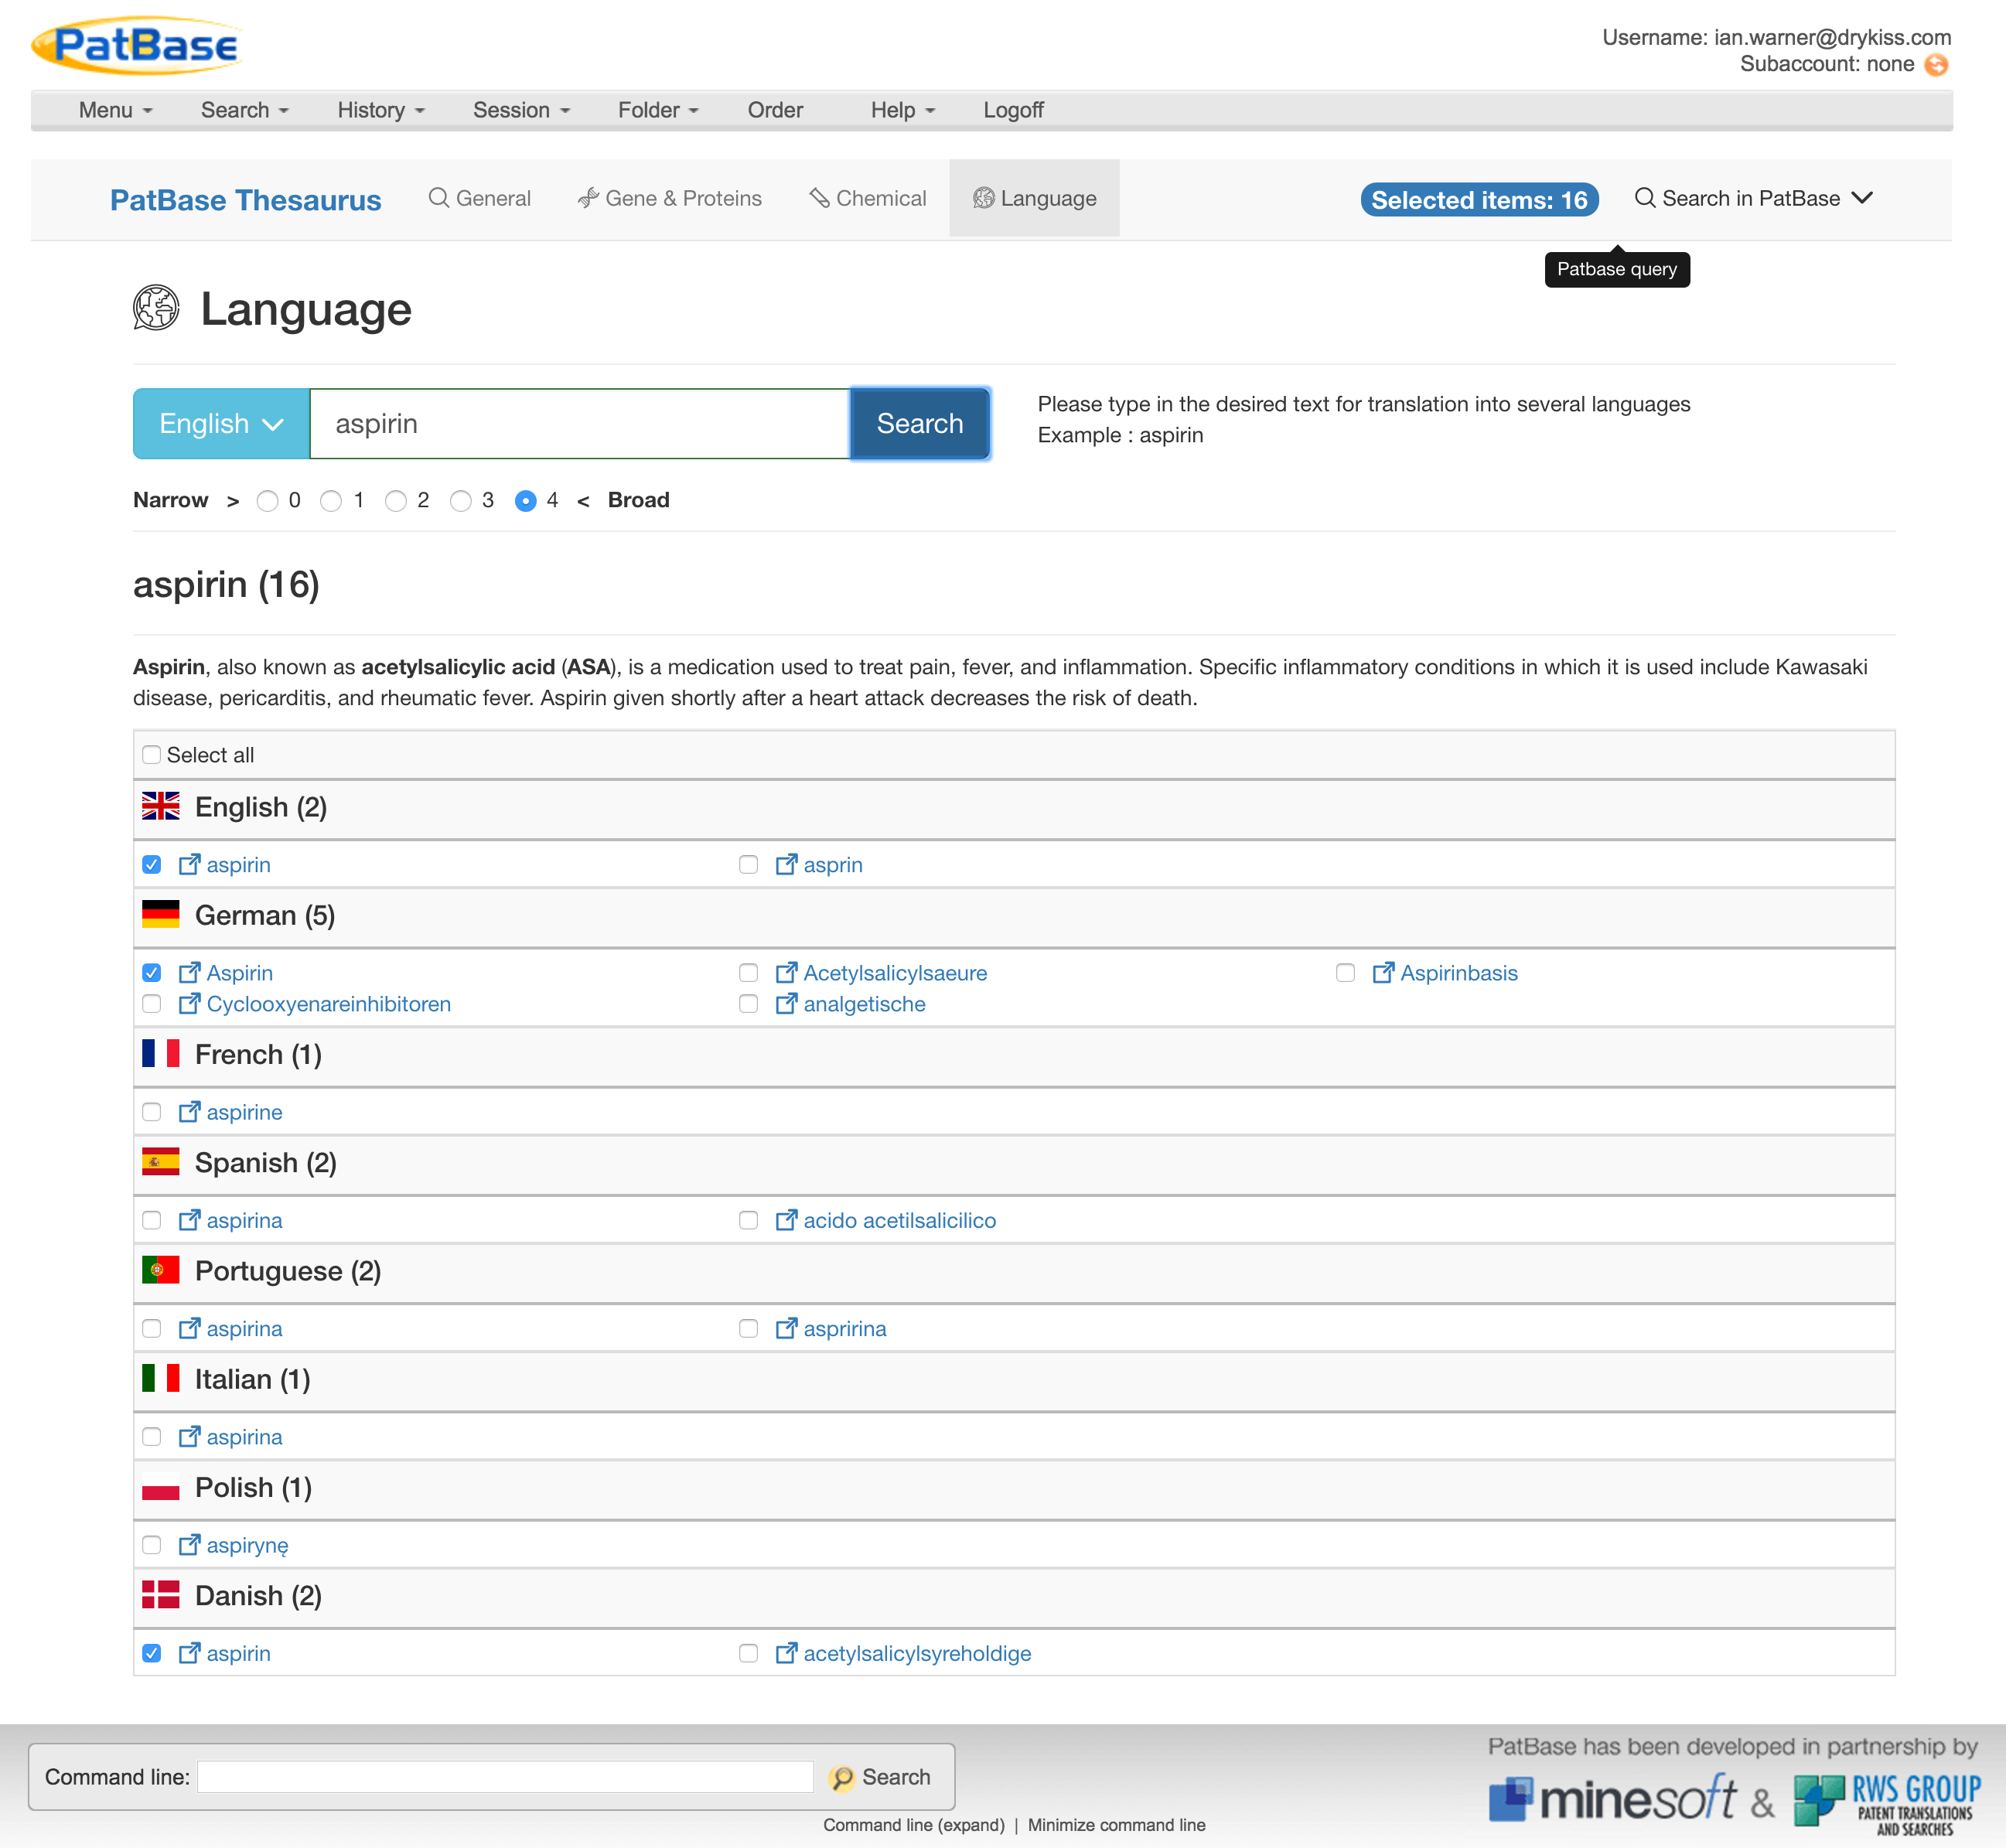 PatBase
Username: ian.warner@drykiss.com
Subaccount: none
Menu Search History Session Folder Order Help Logoff
PatBase Thesaurus General Gene & Proteins Chemical Language Selected items: 16 Search in PatBase
Patbase query
Language
English aspirin Search
Please type in the desired text for translation into several languages
Example : aspirin
Narrow > 0 1 2 3 4 < Broad
aspirin (16)
Aspirin, also known as acetylsalicylic acid (ASA), is a medication used to treat pain, fever, and inflammation. Specific inflammatory conditions in which it is used include Kawasaki
disease, pericarditis, and rheumatic fever. Aspirin given shortly after a heart attack decreases the risk of death.
Select all
English (2)
aspirin asprin
German (5)
Aspirin Acetylsalicylsaeure Aspirinbasis
Cyclooxyenareinhibitoren analgetische
French (1)
aspirine
Spanish (2)
aspirina acido acetilsalicilico
Portuguese (2)
aspirina aspririna
Italian (1)
aspirina
Polish (1)
aspirynę
Danish (2)
aspirin acetylsalicylsyreholdige
Command line: Search
Command line (expand) | Minimize command line
PatBase has been developed in partnership by
minesoft & RWS GROUP
PATENT TRANSLATIONS
AND SEARCHES